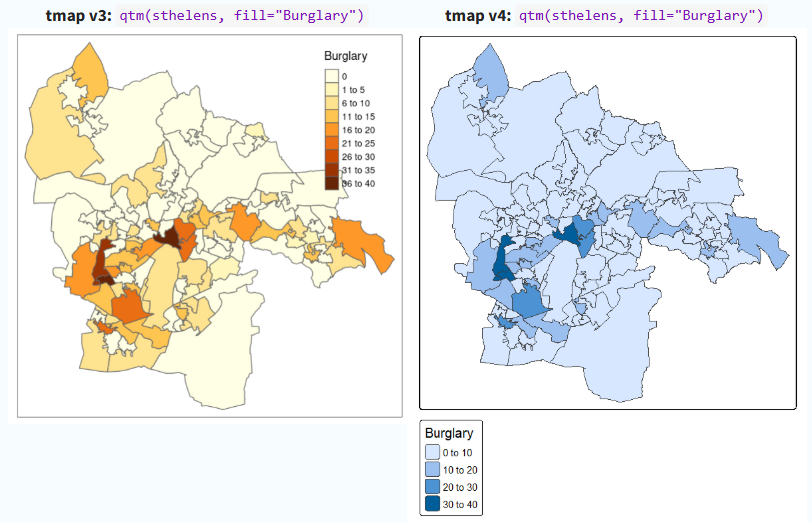 tmap v3: qtm(sthelens, fill="Burglary")
tmap v4: qtm(sthelens, fill="Burglary")
Burglary
0
1 to 5
6 to 10
11 to 15
16 to 20
21 to 25
26 to 30
31 to 35
36 to 40
Burglary
0 to 10
10 to 20
20 to 30
30 to 40